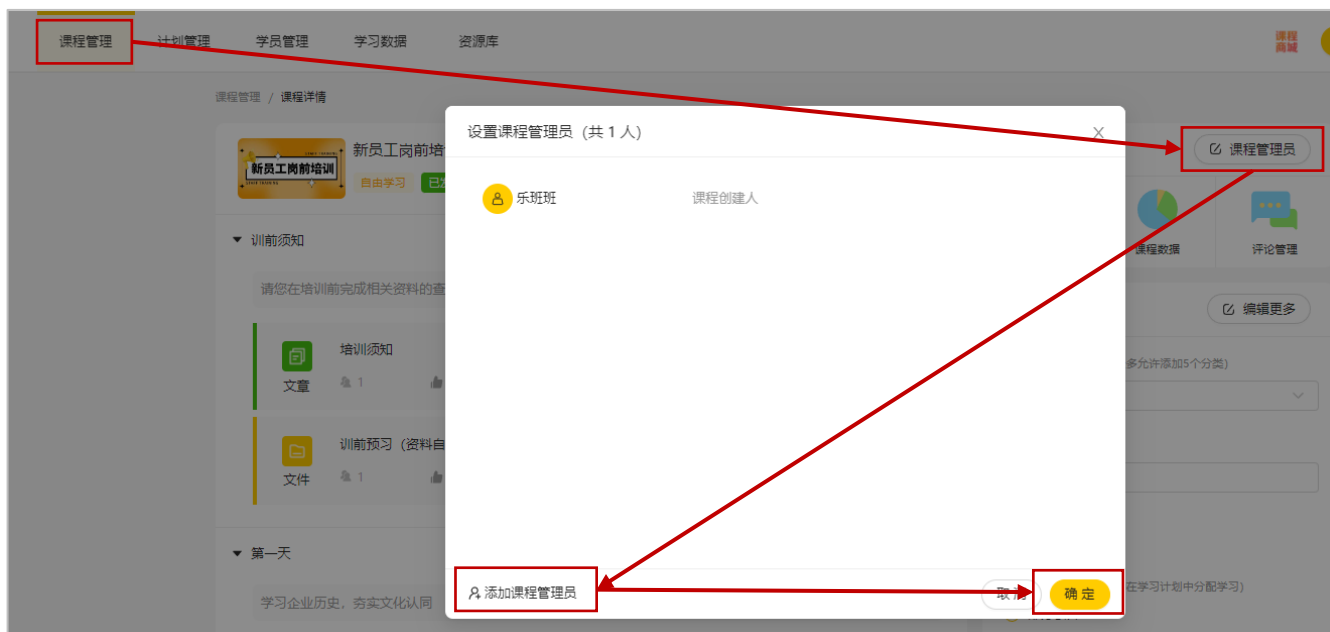 课程管理 计划管理 学员管理 学习数据 资源库 课程商城
课程管理 / 课程详情
设置课程管理员 (共 1 人)
新员工岗前培训
新员工岗前培
课程管理员
自由学习
乐班班 课程创建人
训前须知
课程数据 评论管理
请您在培训前完成相关资料的查
编辑更多
培训须知
多允许添加5个分类)
文章 1
训前预习 (资料自
文件 1
第一天
添加课程管理员 取消 确定
在学习计划中分配学习)
学习企业历史,夯实文化认同